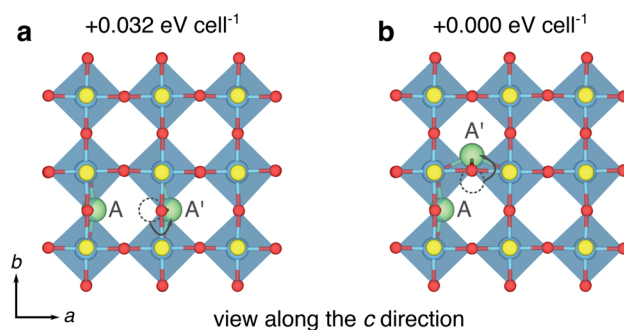 a
+0.032 eV cell⁻¹
b
+0.000 eV cell⁻¹
A'
A
A'
A
b
a
view along the c direction